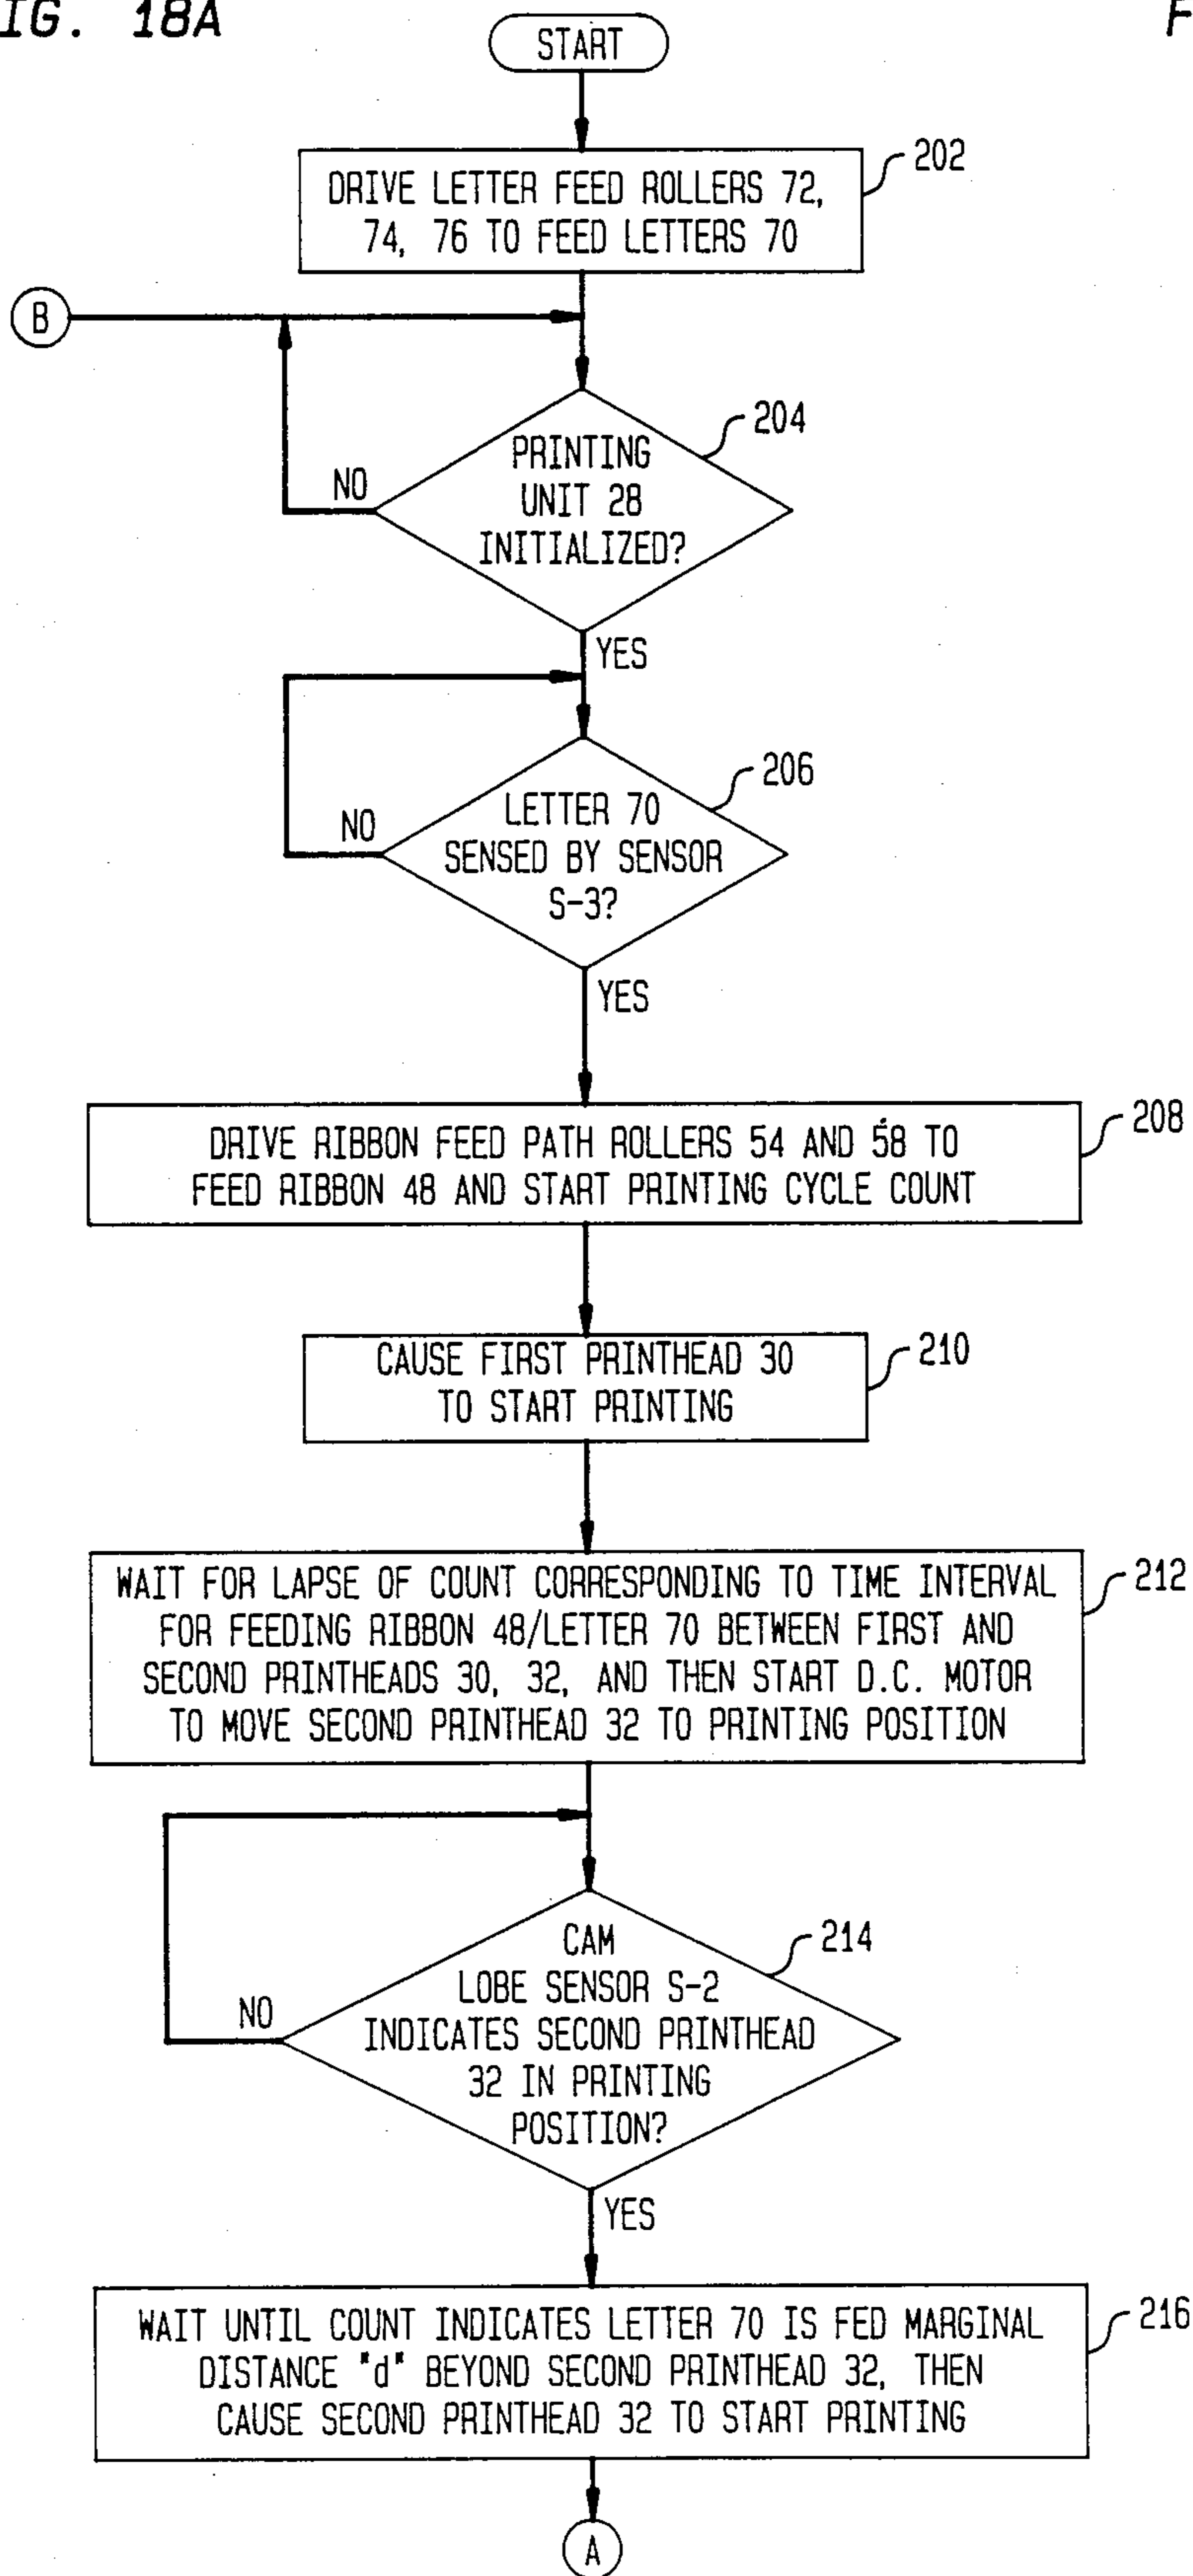 IG. 18A
F
START
202
DRIVE LETTER FEED ROLLERS 72,
74, 76 TO FEED LETTERS 70
B
204
PRINTING
UNIT 28
INITIALIZED?
NO
YES
206
LETTER 70
SENSED BY SENSOR
S-3?
NO
YES
208
DRIVE RIBBON FEED PATH ROLLERS 54 AND 58 TO
FEED RIBBON 48 AND START PRINTING CYCLE COUNT
210
CAUSE FIRST PRINTHEAD 30
TO START PRINTING
212
WAIT FOR LAPSE OF COUNT CORRESPONDING TO TIME INTERVAL
FOR FEEDING RIBBON 48/LETTER 70 BETWEEN FIRST AND
SECOND PRINTHEADS 30, 32, AND THEN START D.C. MOTOR
TO MOVE SECOND PRINTHEAD 32 TO PRINTING POSITION
214
CAM
LOBE SENSOR S-2
INDICATES SECOND PRINTHEAD
32 IN PRINTING
POSITION?
NO
YES
216
WAIT UNTIL COUNT INDICATES LETTER 70 IS FED MARGINAL
DISTANCE "d" BEYOND SECOND PRINTHEAD 32, THEN
CAUSE SECOND PRINTHEAD 32 TO START PRINTING
A